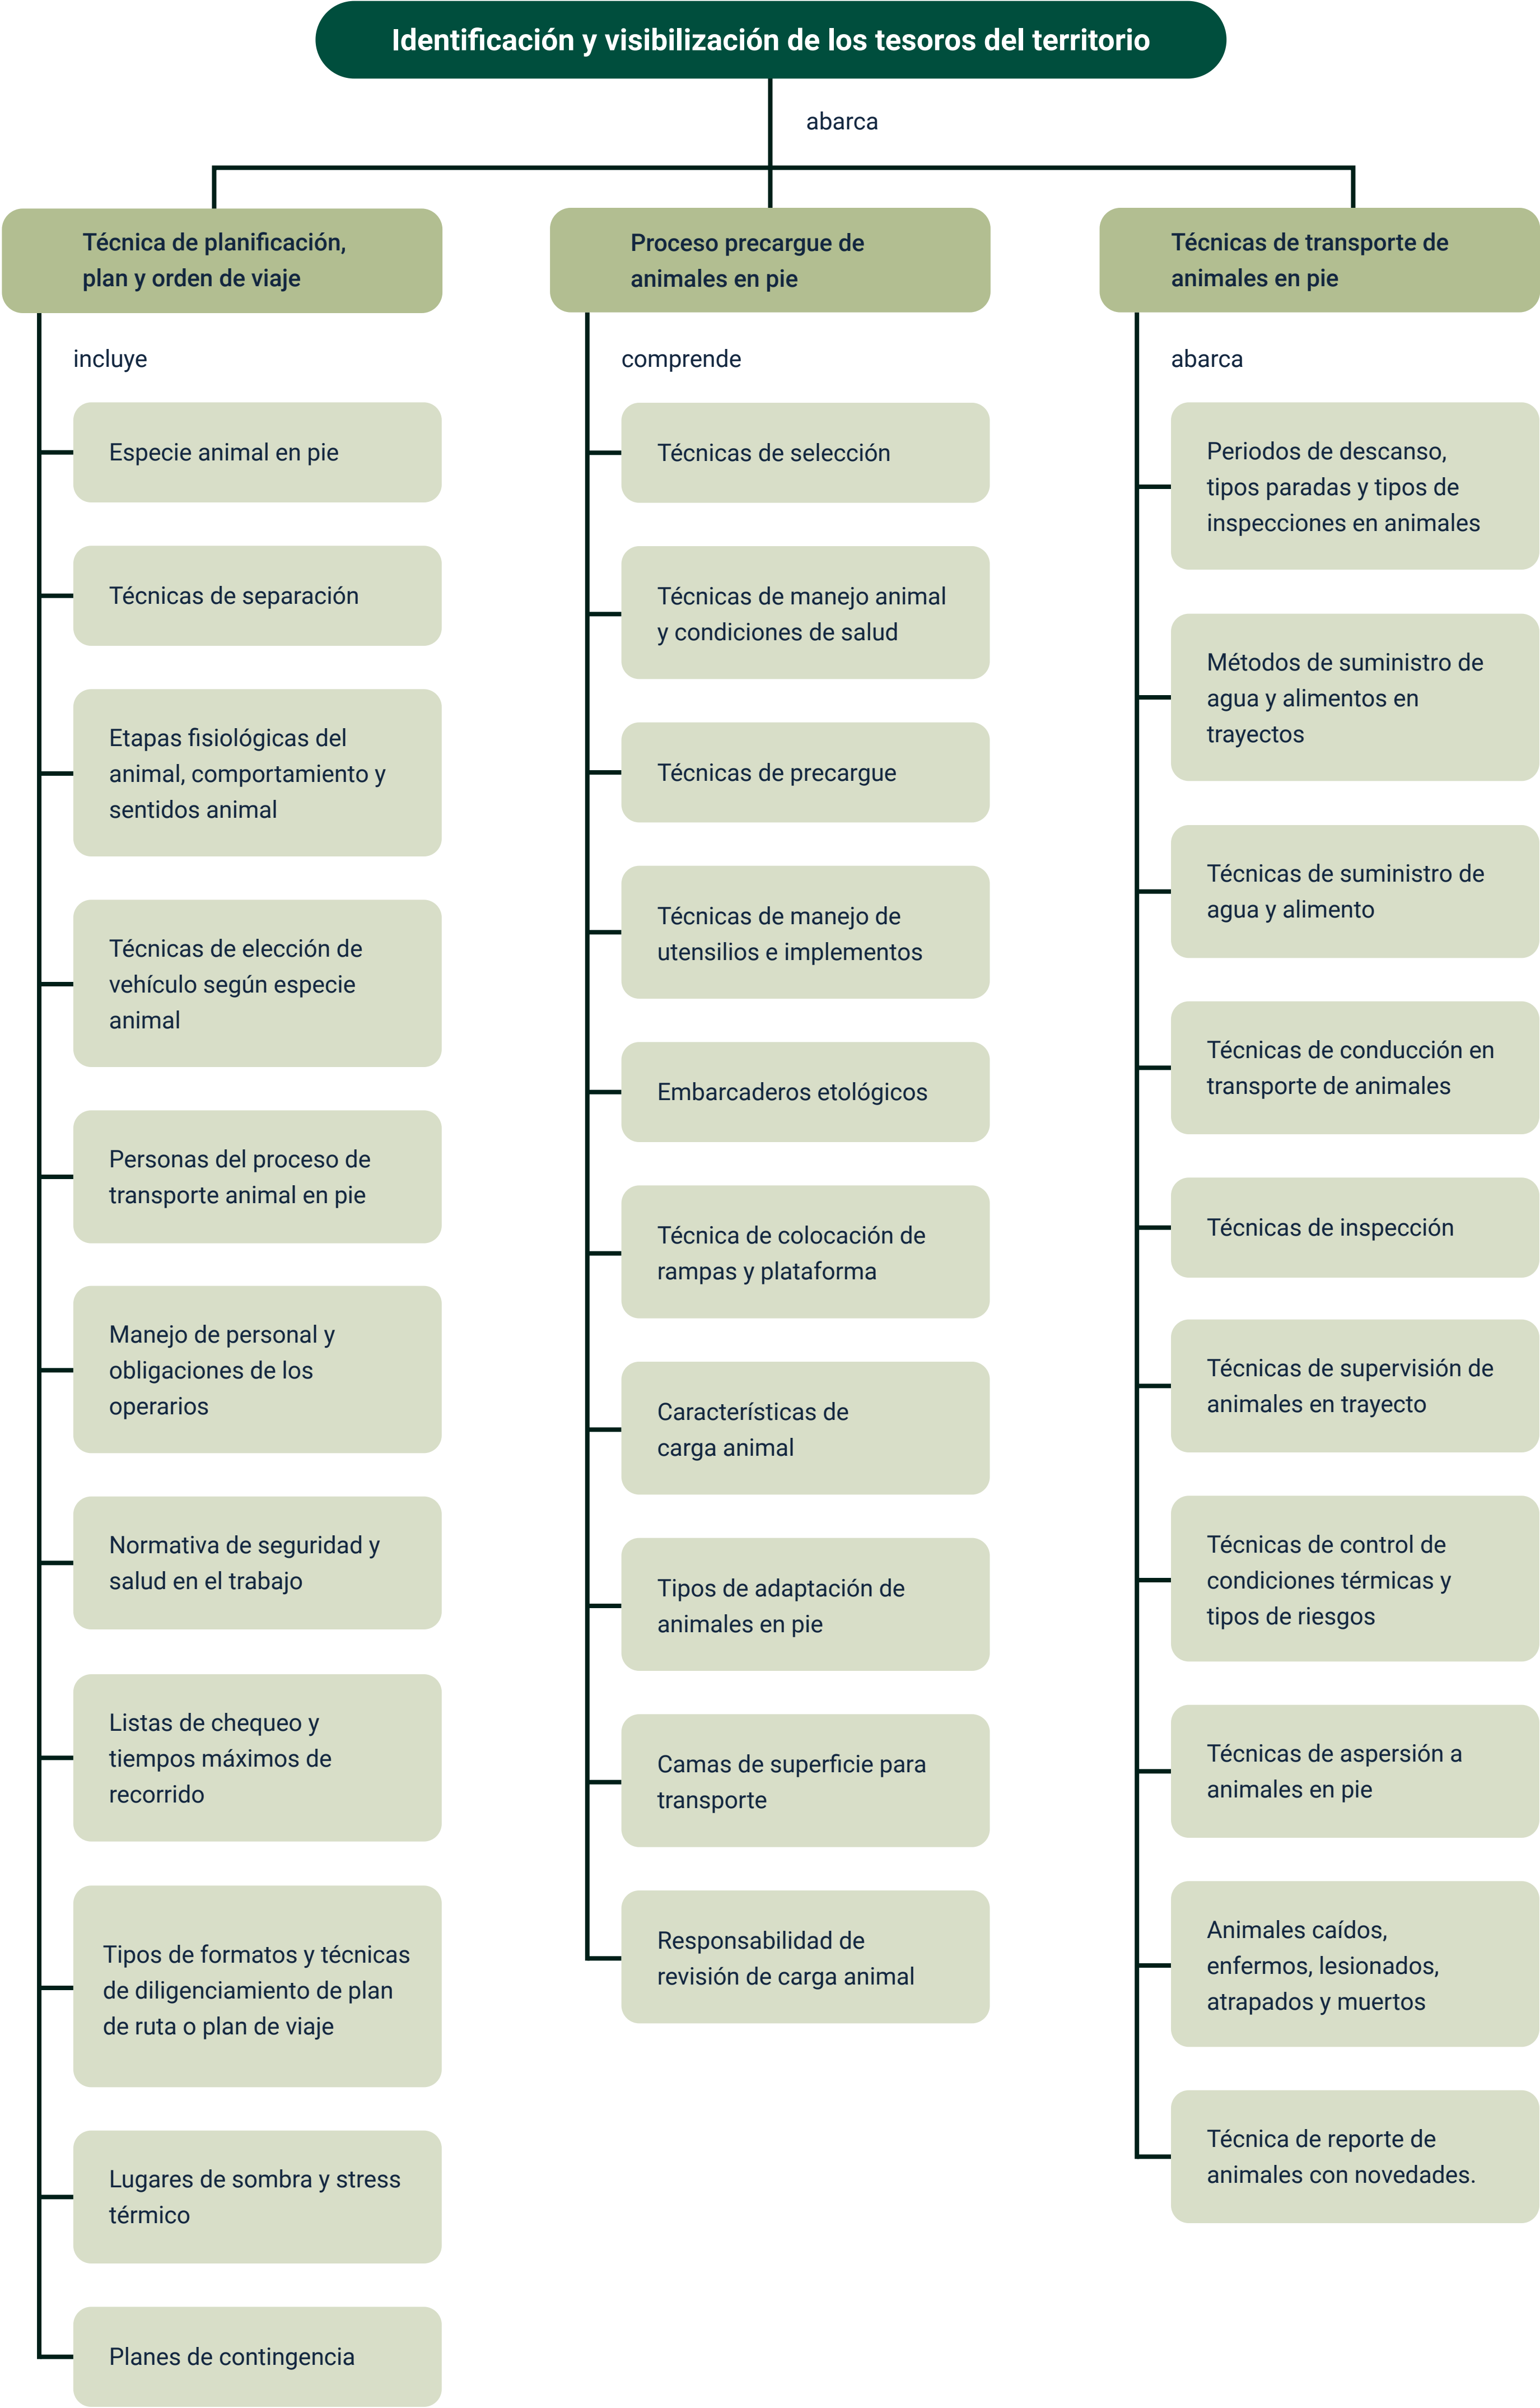 Identificación y visibilización de los tesoros del territorio
abarca
Técnica de planificación,
plan y orden de viaje
incluye
Especie animal en pie
Técnicas de separación
Etapas fisiológicas del
animal, comportamiento y
sentidos animal
Técnicas de elección de
vehículo según especie
animal
Personas del proceso de
transporte animal en pie
Manejo de personal y
obligaciones de los
operarios
Normativa de seguridad y
salud en el trabajo
Listas de chequeo y
tiempos máximos de
recorrido
Tipos de formatos y técnicas
de diligenciamiento de plan
de ruta o plan de viaje
Lugares de sombra y stress
térmico
Planes de contingencia
Proceso precargue de
animales en pie
comprende
Técnicas de selección
Técnicas de manejo animal
y condiciones de salud
Técnicas de precargue
Técnicas de manejo de
utensilios e implementos
Embarcaderos etológicos
Técnica de colocación de
rampas y plataforma
Características de
carga animal
Tipos de adaptación de
animales en pie
Camas de superficie para
transporte
Responsabilidad de
revisión de carga animal
Técnicas de transporte de
animales en pie
abarca
Periodos de descanso,
tipos paradas y tipos de
inspecciones en animales
Métodos de suministro de
agua y alimentos en
trayectos
Técnicas de suministro de
agua y alimento
Técnicas de conducción en
transporte de animales
Técnicas de inspección
Técnicas de supervisión de
animales en trayecto
Técnicas de control de
condiciones térmicas y
tipos de riesgos
Técnicas de aspersión a
animales en pie
Animales caídos,
enfermos, lesionados,
atrapados y muertos
Técnica de reporte de
animales con novedades.